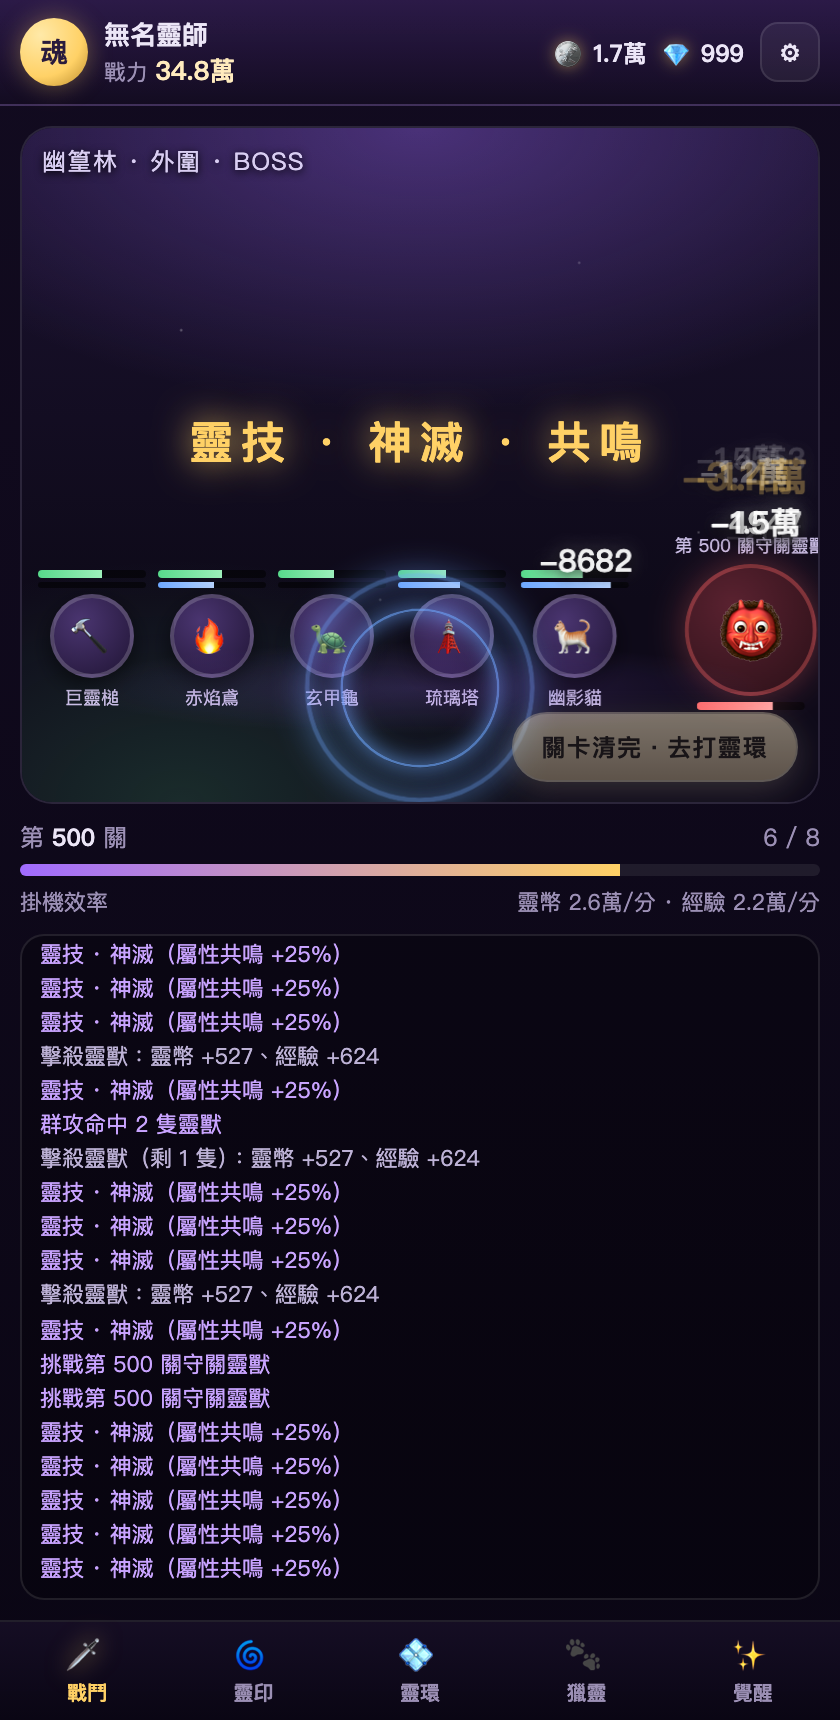 魂
無名靈師
戰力 34.8萬
1.7萬 999
幽篁林 · 外圍 · BOSS
靈技 · 神滅 · 共鳴
−1.5萬
第 500 關守關靈獸
−8682
巨靈槌 赤焰鳶 玄甲龜 琉璃塔 幽影貓
關卡清完 · 去打靈環
第 500 關 6 / 8
掛機效率 靈幣 2.6萬/分 · 經驗 2.2萬/分
靈技 · 神滅（屬性共鳴 +25%）
靈技 · 神滅（屬性共鳴 +25%）
靈技 · 神滅（屬性共鳴 +25%）
擊殺靈獸：靈幣 +527、經驗 +624
靈技 · 神滅（屬性共鳴 +25%）
群攻命中 2 隻靈獸
擊殺靈獸（剩 1 隻）：靈幣 +527、經驗 +624
靈技 · 神滅（屬性共鳴 +25%）
靈技 · 神滅（屬性共鳴 +25%）
靈技 · 神滅（屬性共鳴 +25%）
擊殺靈獸：靈幣 +527、經驗 +624
靈技 · 神滅（屬性共鳴 +25%）
挑戰第 500 關守關靈獸
挑戰第 500 關守關靈獸
靈技 · 神滅（屬性共鳴 +25%）
靈技 · 神滅（屬性共鳴 +25%）
靈技 · 神滅（屬性共鳴 +25%）
靈技 · 神滅（屬性共鳴 +25%）
靈技 · 神滅（屬性共鳴 +25%）
戰鬥 靈印 靈環 獵靈 覺醒